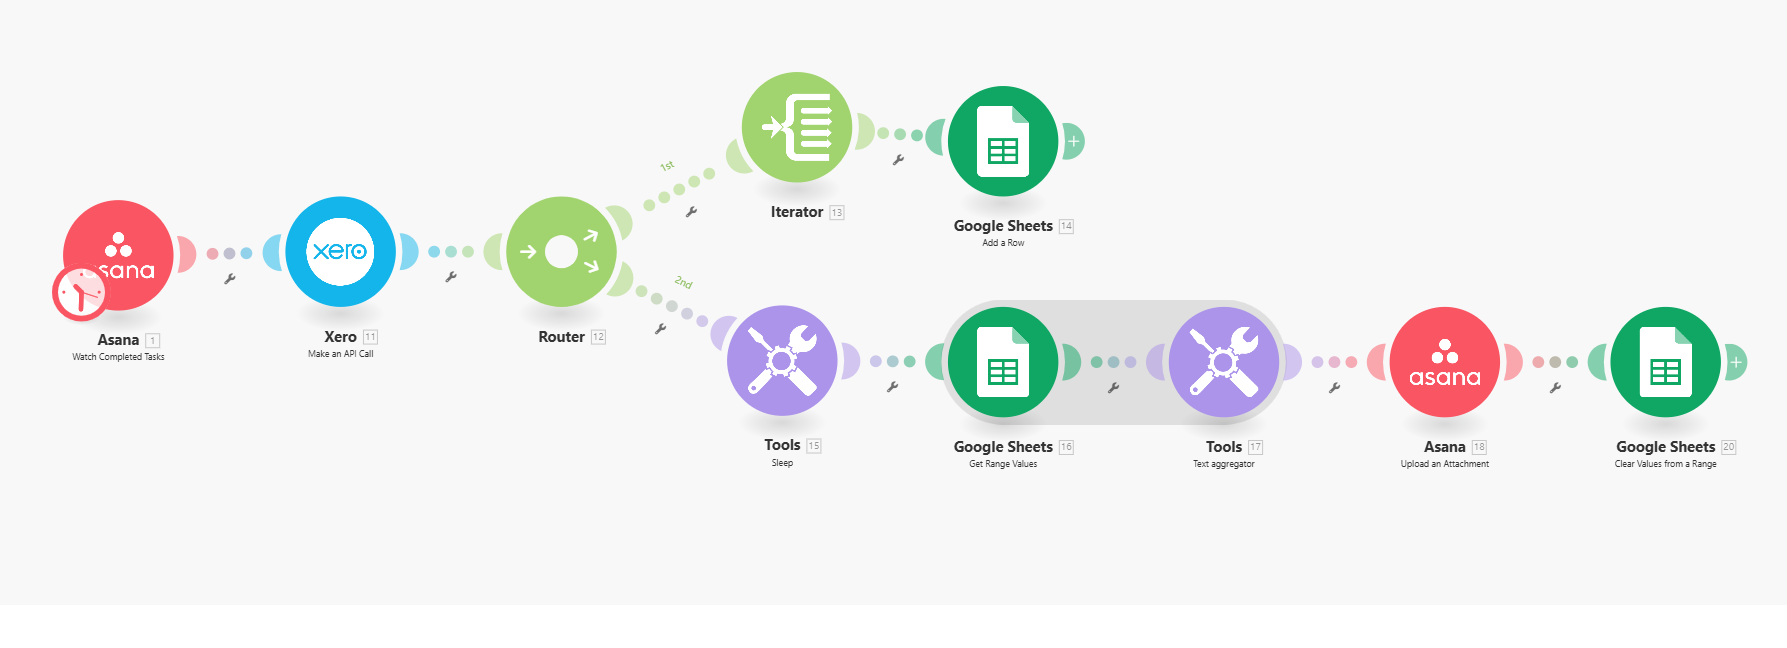 asana
Asana 1
Watch Completed Tasks
xero
Xero 11
Make an API Call
Router 12
1st
Iterator 13
Google Sheets 14
Add a Row
2nd
Tools 15
Sleep
Google Sheets 16
Get Range Values
Tools 17
Text aggregator
asana
Asana 18
Upload an Attachment
Google Sheets 20
Clear Values from a Range